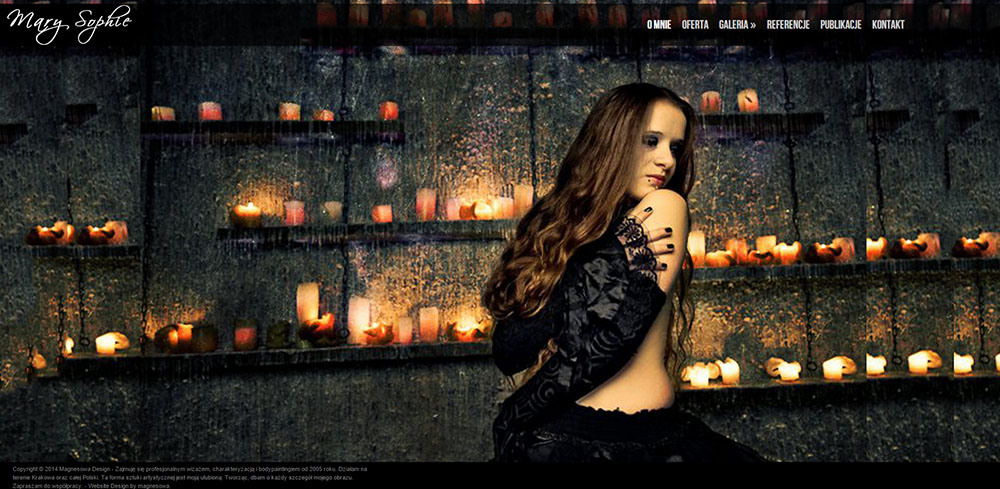 Mary Sophie
O MNIE OFERTA GALERIA » REFERENCJE PUBLIKACJE KONTAKT
Copyright © 2014 Magnesowa Design - Zajmuję się profesjonalnym wizażem, charakteryzacją i bodypaintingiem od 2005 roku. Działam na
terenie Krakowa oraz całej Polski. Ta forma sztuki artystycznej jest moją ulubioną. Tworząc, dbam o każdy szczegół mojego obrazu.
Zapraszam do współpracy. - Website Design by magnesowa